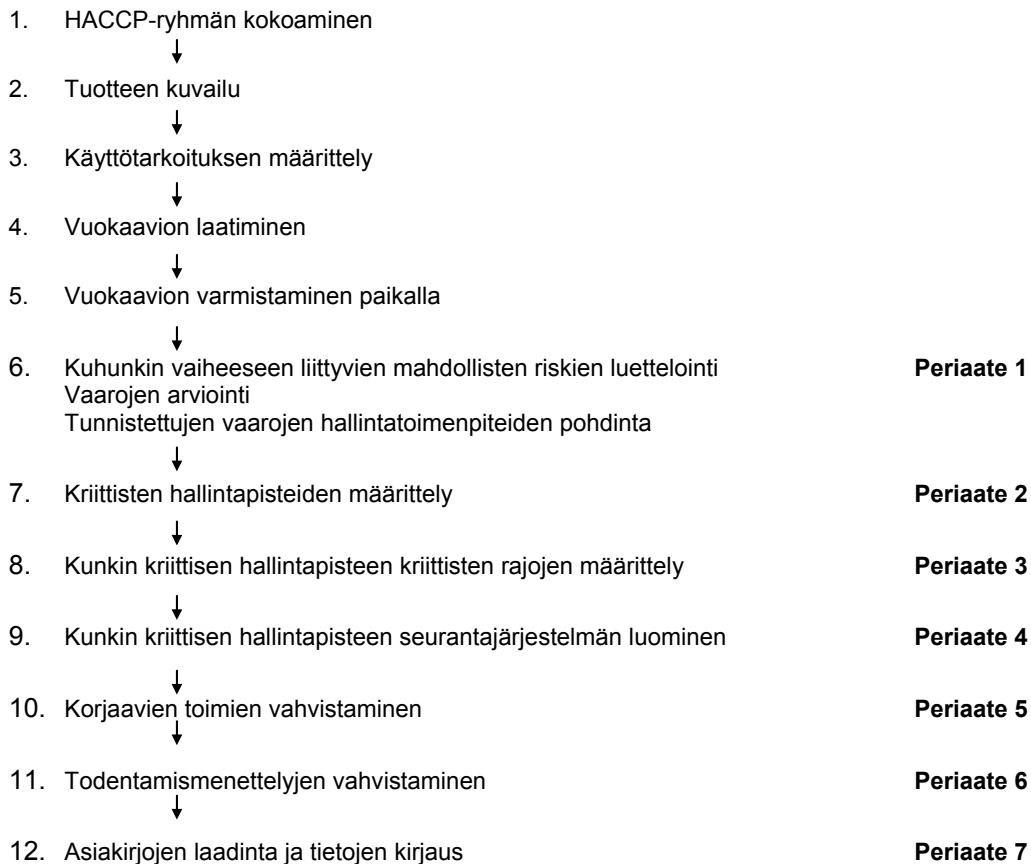 1. HACCP-ryhmän kokoaminen
2. Tuotteen kuvailu
3. Käyttötarkoituksen määrittely
4. Vuokaavion laatiminen
5. Vuokaavion varmistaminen paikalla
6. Kuhunkin vaiheeseen liittyvien mahdollisten riskien luettelointi Periaate 1
Vaarojen arviointi
Tunnistettujen vaarojen hallintatoimenpiteiden pohdinta
7. Kriittisten hallintapisteiden määrittely Periaate 2
8. Kunkin kriittisen hallintapisteen kriittisten rajojen määrittely Periaate 3
9. Kunkin kriittisen hallintapisteen seurantajärjestelmän luominen Periaate 4
10. Korjaavien toimien vahvistaminen Periaate 5
11. Todentamismenettelyjen vahvistaminen Periaate 6
12. Asiakirjojen laadinta ja tietojen kirjaus Periaate 7